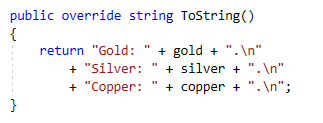 public override string ToString()
{
return "Gold: " + gold + ".\n"
+ "Silver: " + silver + ".\n"
+ "Copper: " + copper + ".\n";
}